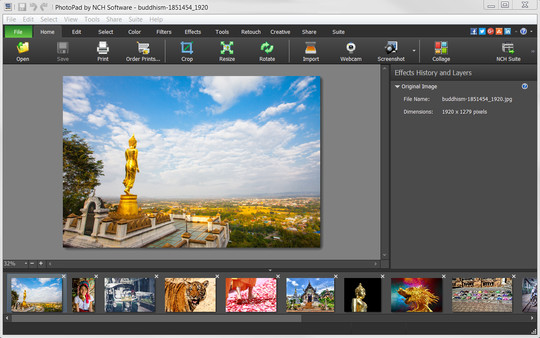 PhotoPad by NCH Software - buddhism-1851454_1920
File Edit Select View Tools Share Suite Help
File Home Edit Select Color Filters Effects Tools Retouch Creative Share Suite
Open Save Print Order Prints... Crop Resize Rotate Import Webcam Screenshot Collage NCH Suite
Effects History and Layers
Original Image
File Name: buddhism-1851454_1920.jpg
Dimensions: 1920 x 1279 pixels
32%